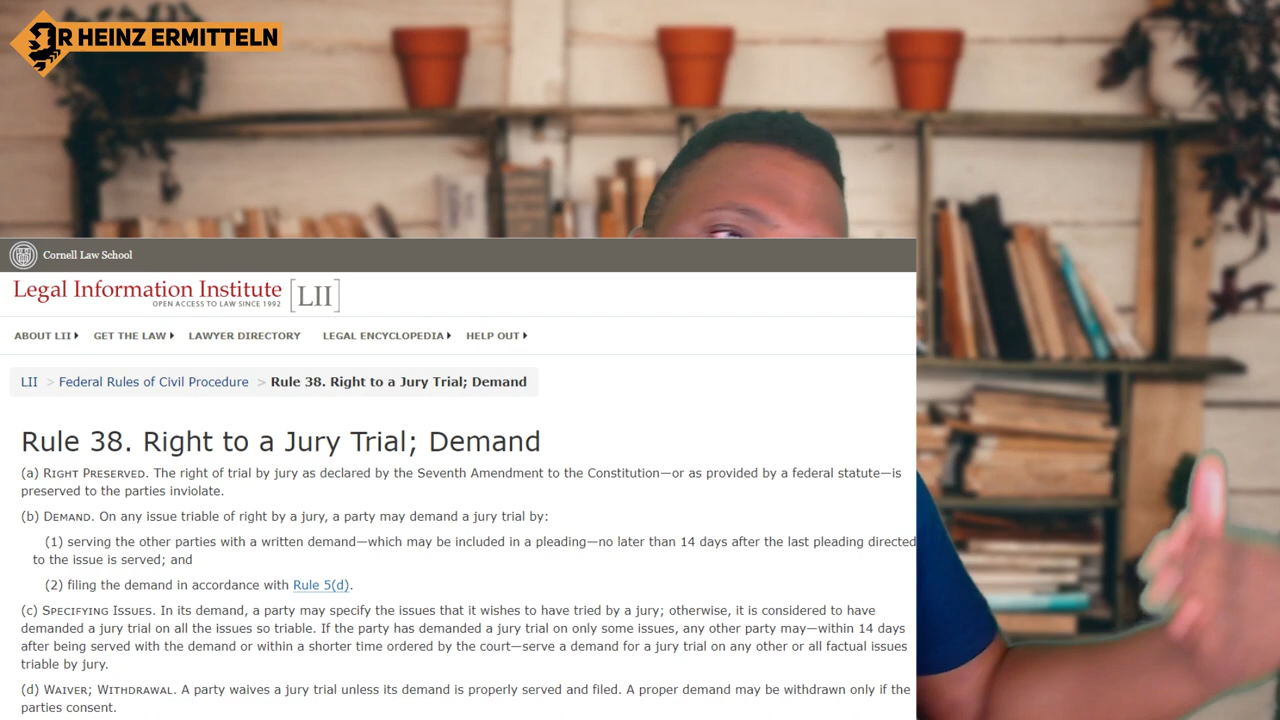 R HEINZ ERMITTELN
Cornell Law School
Legal Information Institute [LII]
OPEN ACCESS TO LAW SINCE 1992
ABOUT LII GET THE LAW LAWYER DIRECTORY LEGAL ENCYCLOPEDIA HELP OUT
LII > Federal Rules of Civil Procedure > Rule 38. Right to a Jury Trial; Demand
Rule 38. Right to a Jury Trial; Demand
(a) RIGHT PRESERVED. The right of trial by jury as declared by the Seventh Amendment to the Constitution—or as provided by a federal statute—is
preserved to the parties inviolate.
(b) DEMAND. On any issue triable of right by a jury, a party may demand a jury trial by:
(1) serving the other parties with a written demand—which may be included in a pleading—no later than 14 days after the last pleading directed
to the issue is served; and
(2) filing the demand in accordance with Rule 5(d).
(c) SPECIFYING ISSUES. In its demand, a party may specify the issues that it wishes to have tried by a jury; otherwise, it is considered to have
demanded a jury trial on all the issues so triable. If the party has demanded a jury trial on only some issues, any other party may—within 14 days
after being served with the demand or within a shorter time ordered by the court—serve a demand for a jury trial on any other or all factual issues
triable by jury.
(d) WAIVER; WITHDRAWAL. A party waives a jury trial unless its demand is properly served and filed. A proper demand may be withdrawn only if the
parties consent.